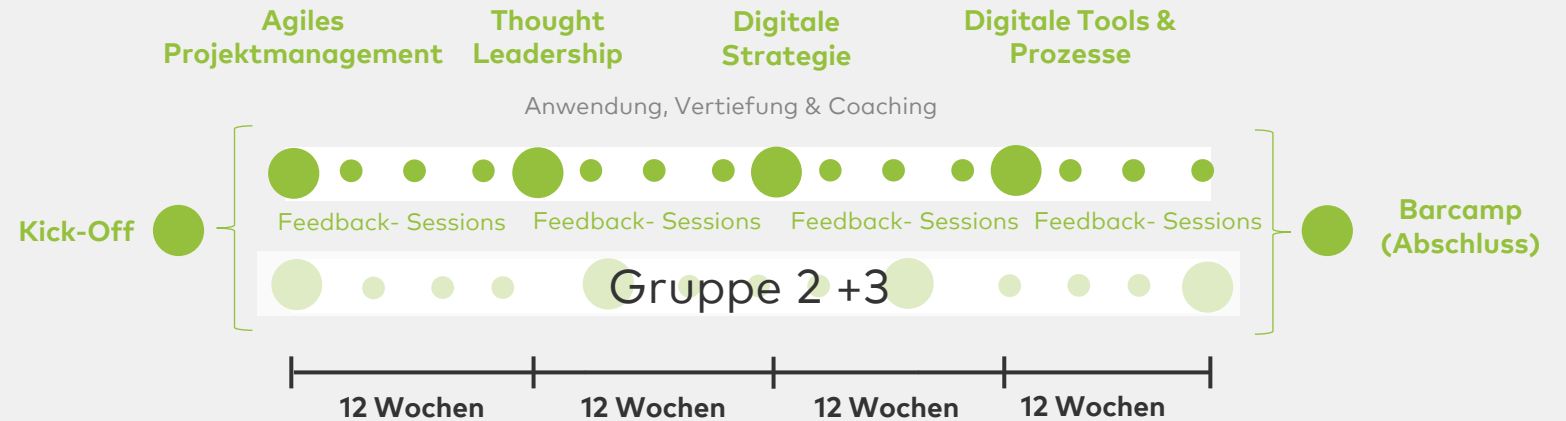 Agiles
Projektmanagement
Thought
Leadership
Digitale
Strategie
Digitale Tools &
Prozesse
Anwendung, Vertiefung & Coaching
Kick-Off
Feedback- Sessions
Feedback- Sessions
Feedback- Sessions
Feedback- Sessions
Barcamp
(Abschluss)
Gruppe 2 +3
12 Wochen
12 Wochen
12 Wochen
12 Wochen